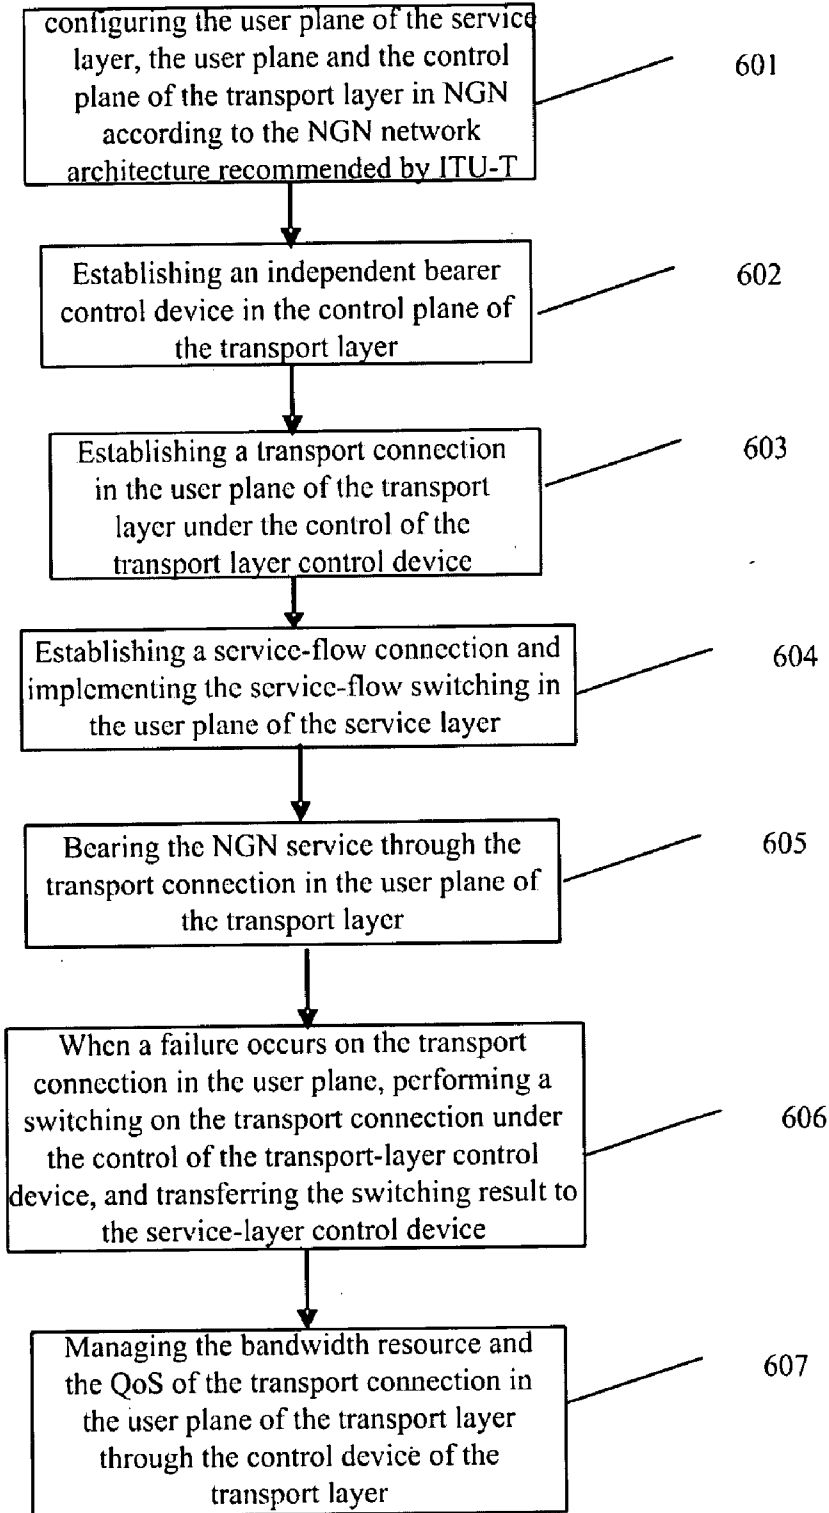 configuring the user plane of the service
layer, the user plane and the control
plane of the transport layer in NGN
according to the NGN network
architecture recommended by ITU-T
601
Establishing an independent bearer
control device in the control plane of
the transport layer
602
Establishing a transport connection
in the user plane of the transport
layer under the control of the
transport layer control device
603
Establishing a service-flow connection and
implementing the service-flow switching in
the user plane of the service layer
604
Bearing the NGN service through the
transport connection in the user plane of
the transport layer
605
When a failure occurs on the transport
connection in the user plane, performing a
switching on the transport connection under
the control of the transport-layer control
device, and transferring the switching result to
the service-layer control device
606
Managing the bandwidth resource and
the QoS of the transport connection in
the user plane of the transport layer
through the control device of the
transport layer
607